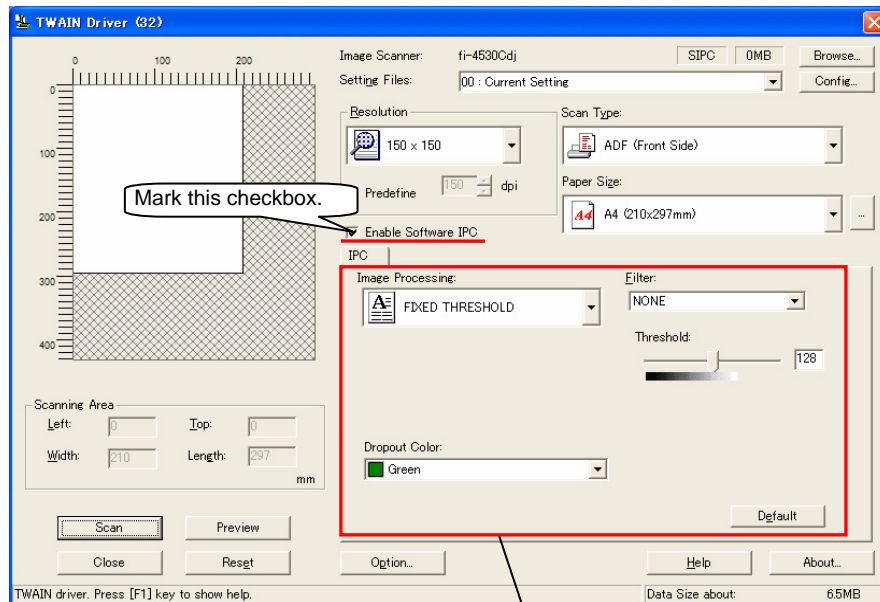 TWAIN Driver (32)
0 100 200
0
100
200
300
400
Image Scanner: fi-4530Cdj SIPC 0MB Browse...
Setting Files: 00 : Current Setting Config...
Resolution
150 x 150
Predefine 150 dpi
Scan Type:
ADF (Front Side)
Paper Size:
A4 A4 (210x297mm) ...
Mark this checkbox.
Enable Software IPC
IPC
Image Processing:
FIXED THRESHOLD
Filter:
NONE
Threshold:
128
Dropout Color:
Green
Default
Scanning Area
Left: 0 Top: 0
Width: 210 Length: 297
mm
Scan Preview
Close Reset Option... Help About...
TWAIN driver. Press [F1] key to show help. Data Size about: 6.5MB